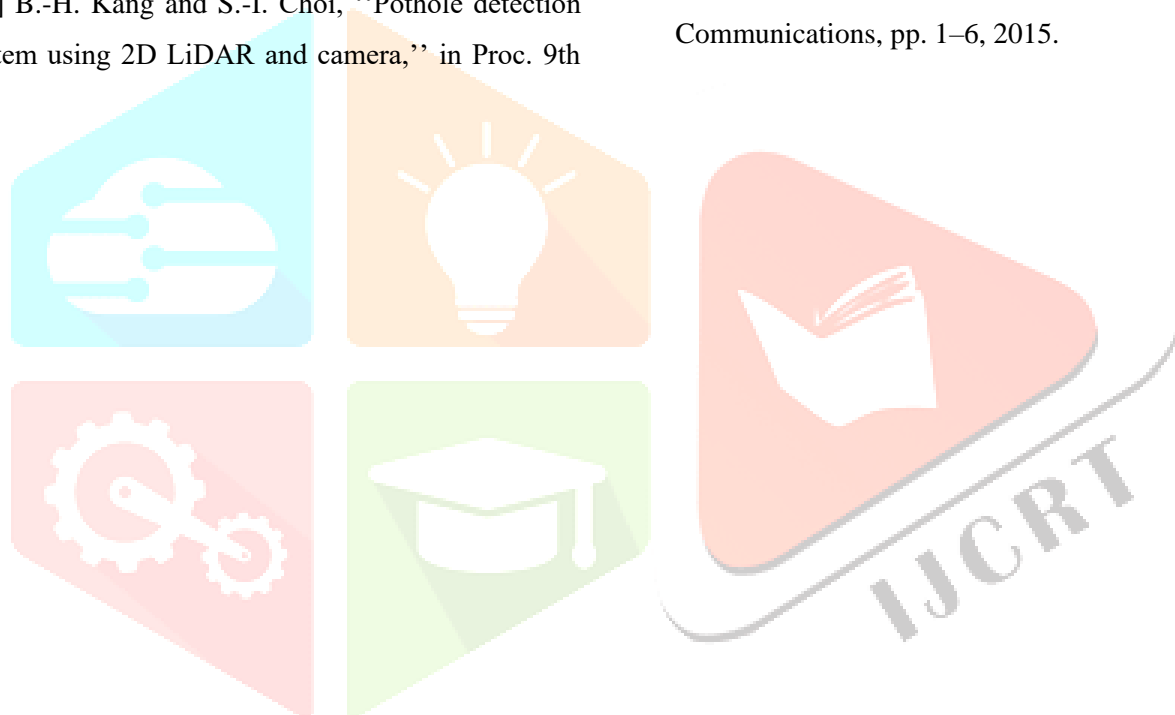 ] B.-H. Kang and S.-I. Choi, ‘‘Pothole detection
tem using 2D LiDAR and camera,’’ in Proc. 9th
Communications, pp. 1–6, 2015.
IJCRT